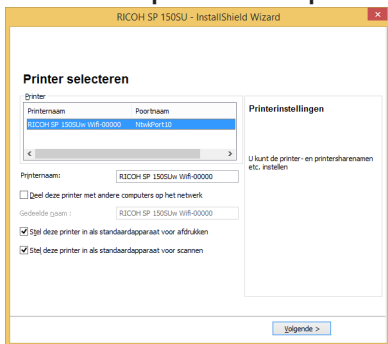 RICOH SP 150SU - InstallShield Wizard
Printer selecteren
Printer
Printernaam Poortnaam
RICOH SP 150SUw Wifi-00000 NtwkPort10
Printernaam: RICOH SP 150SUw Wifi-00000
Deel deze printer met andere computers op het netwerk
Gedeelde naam : RICOH SP 150SUw Wifi-00000
Stel deze printer in als standaardapparaat voor afdrukken
Stel deze printer in als standaardapparaat voor scannen
Printerinstellingen
U kunt de printer- en printersharenamen
etc. instellen
Volgende >